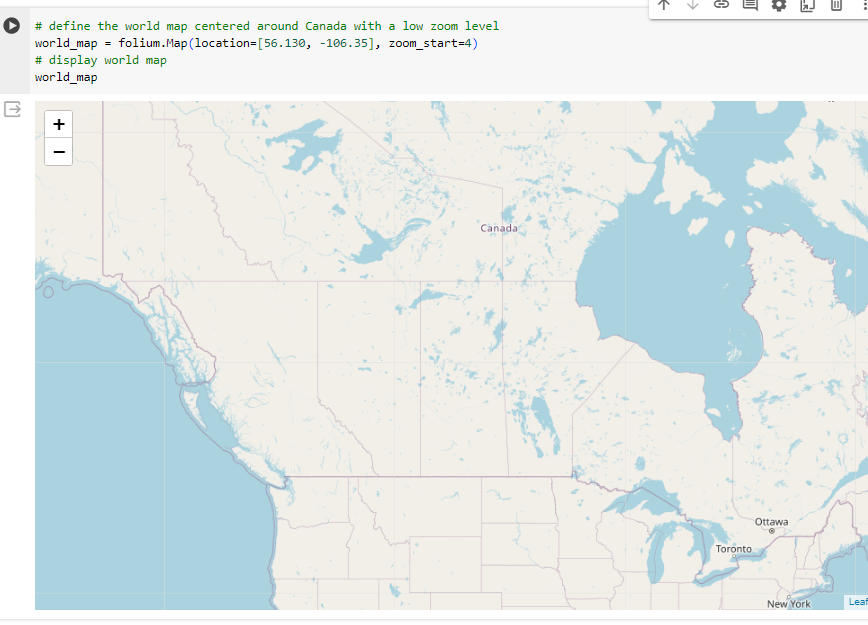 # define the world map centered around Canada with a low zoom level
world_map = folium.Map(location=[56.130, -106.35], zoom_start=4)
# display world map
world_map
+
−
Canada
Ottawa
Toronto
New York
Leaf